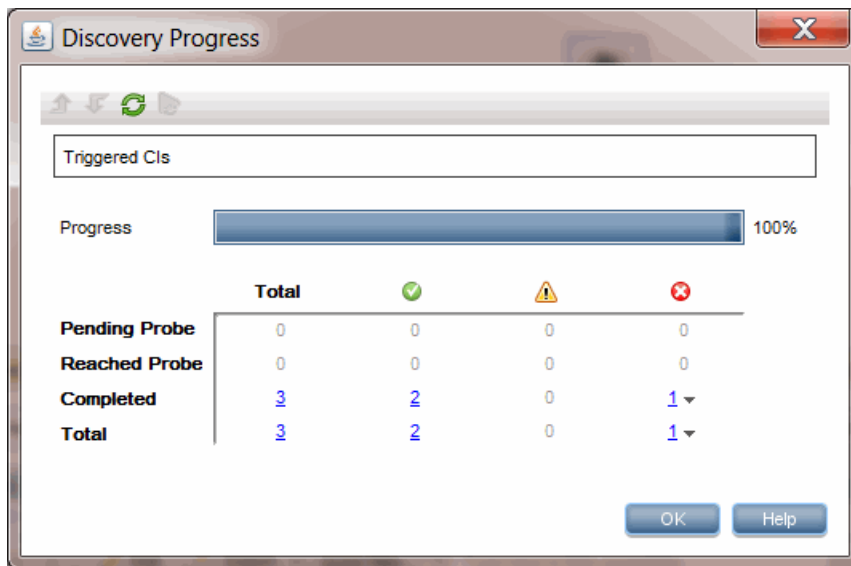 Discovery Progress
Triggered CIs
Progress 100%
Total
Pending Probe 0 0 0 0
Reached Probe 0 0 0 0
Completed 3 2 0 1
Total 3 2 0 1
OK Help